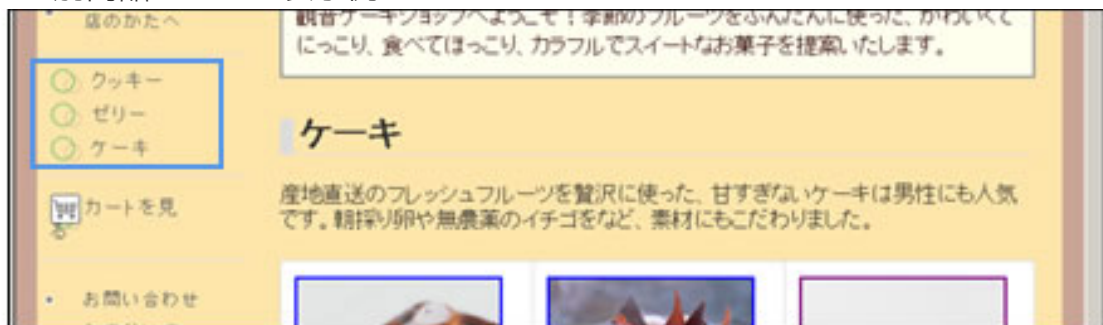 店のかたへ
クッキー
ゼリー
ケーキ
カートを見
る
お問い合わせ
観音ケーキショップへようこそ！季節のフルーツをふんだんに使った、かわいくて
にっこり、食べてほっこり、カラフルでスイートなお菓子を提案いたします。
ケーキ
産地直送のフレッシュフルーツを贅沢に使った、甘すぎないケーキは男性にも人気
です。朝採り卵や無農薬のイチゴをなど、素材にもこだわりました。